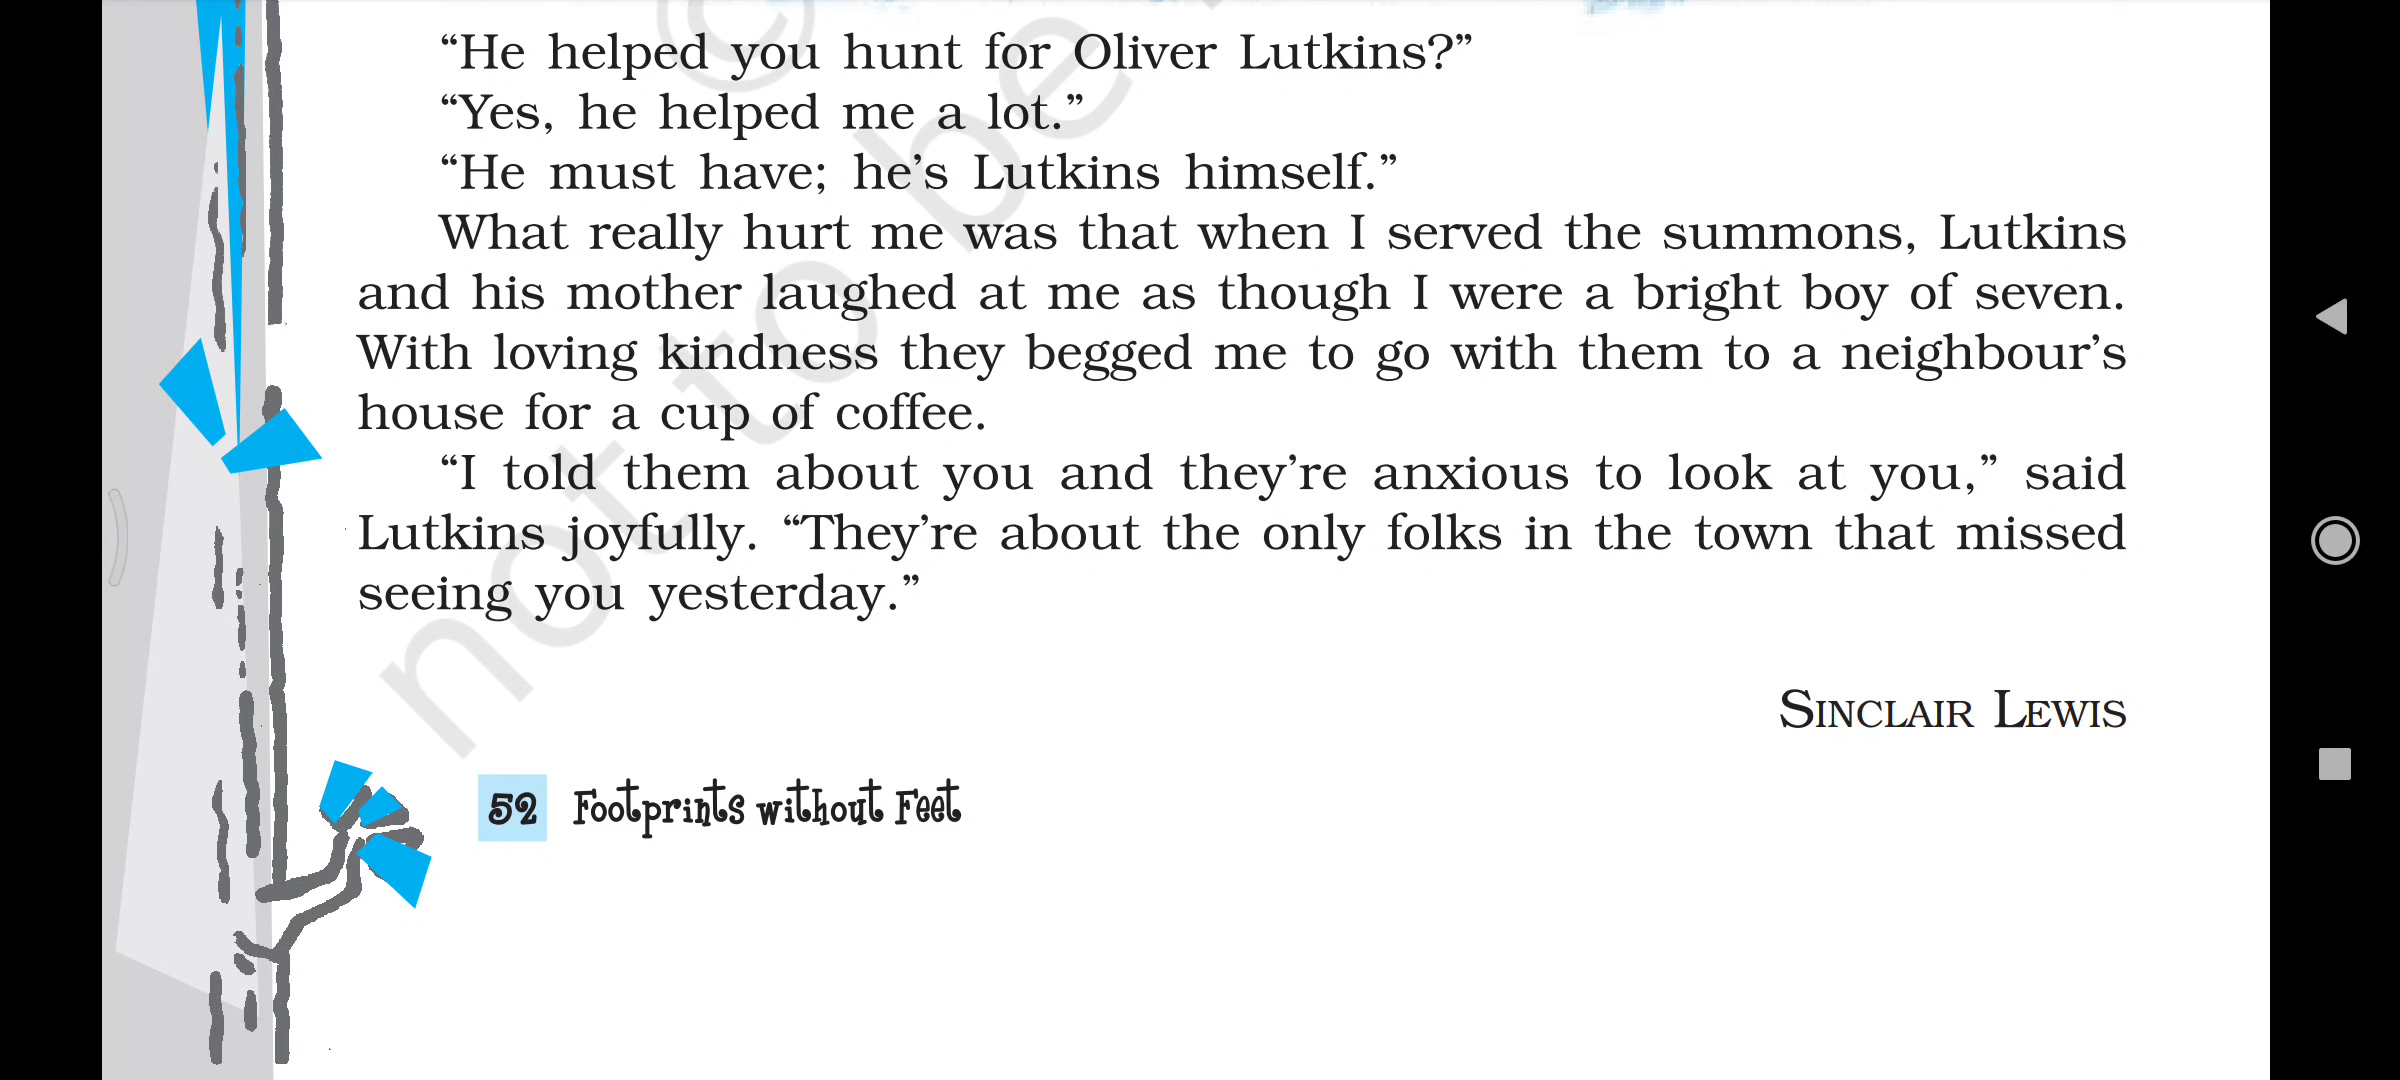 “He helped you hunt for Oliver Lutkins?”
“Yes, he helped me a lot.”
“He must have; he’s Lutkins himself.”
What really hurt me was that when I served the summons, Lutkins
and his mother laughed at me as though I were a bright boy of seven.
With loving kindness they begged me to go with them to a neighbour’s
house for a cup of coffee.
“I told them about you and they’re anxious to look at you,” said
Lutkins joyfully. “They’re about the only folks in the town that missed
seeing you yesterday.”
SINCLAIR LEWIS
52 Footprints without Feet
© not to be